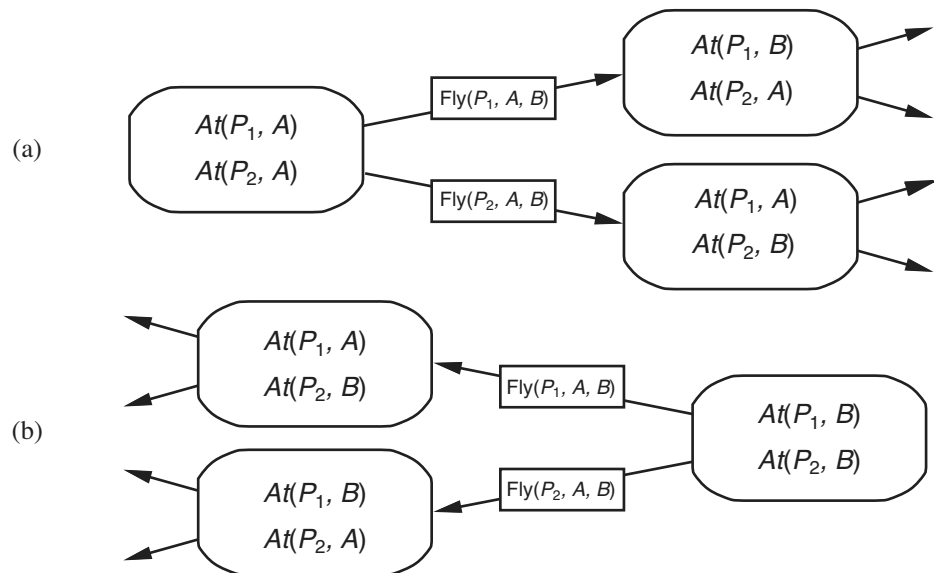 (a)
At(P₁, A)
At(P₂, A)
Fly(P₁, A, B)
Fly(P₂, A, B)
At(P₁, B)
At(P₂, A)
At(P₁, A)
At(P₂, B)
(b)
At(P₁, A)
At(P₂, B)
At(P₁, B)
At(P₂, A)
Fly(P₁, A, B)
Fly(P₂, A, B)
At(P₁, B)
At(P₂, B)